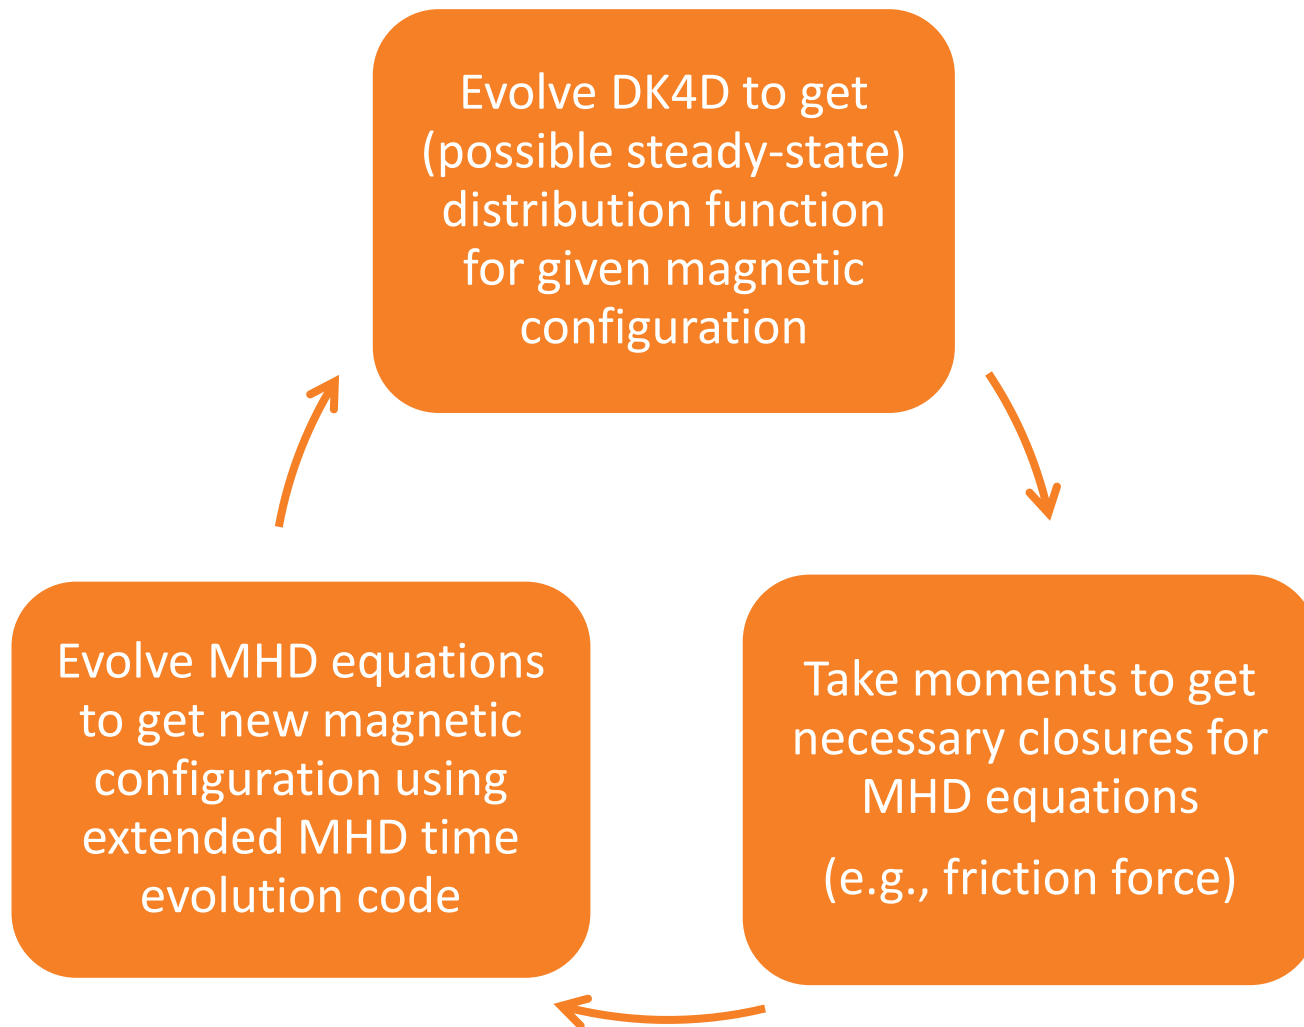 Evolve DK4D to get
(possible steady-state)
distribution function
for given magnetic
configuration
Take moments to get
necessary closures for
MHD equations
(e.g., friction force)
Evolve MHD equations
to get new magnetic
configuration using
extended MHD time
evolution code